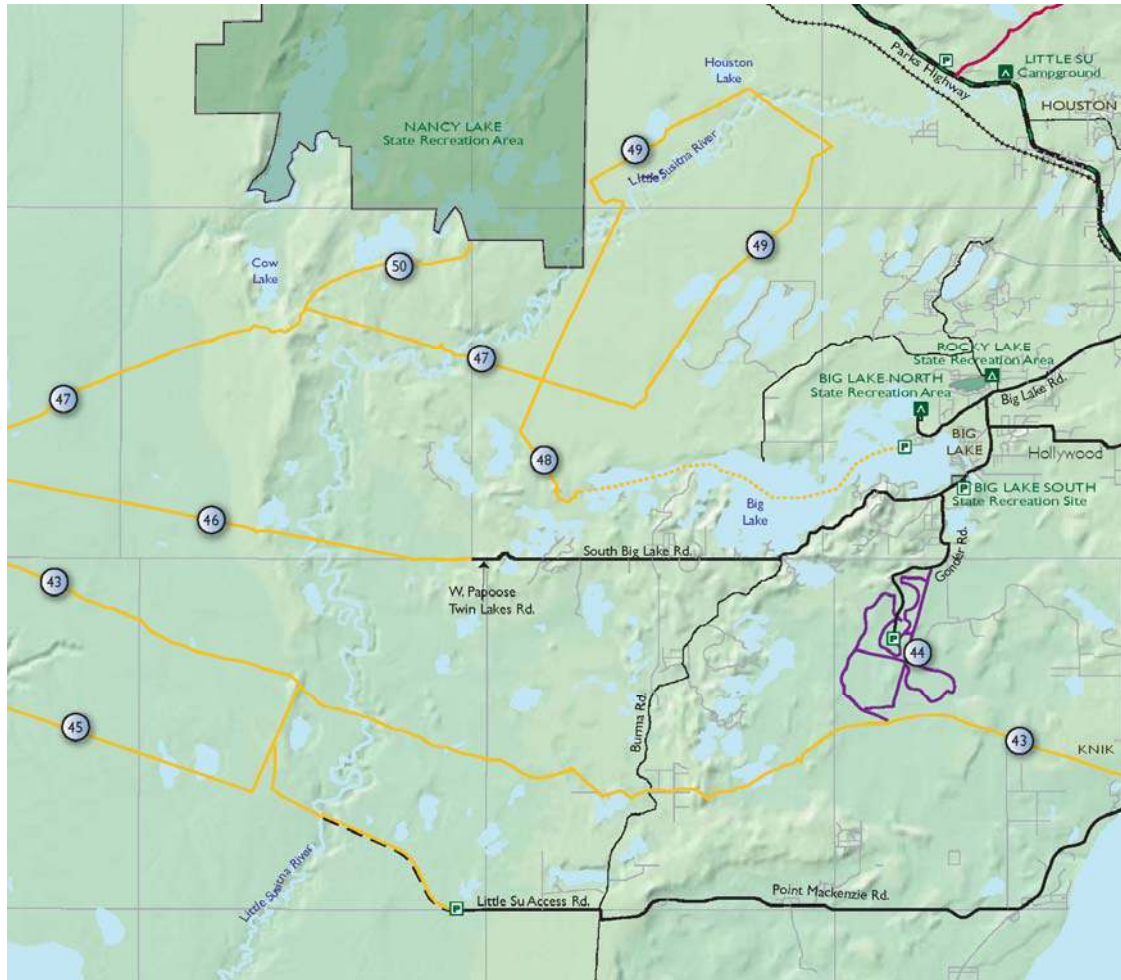 Houston
Lake
P
Parks Highway
LITTLE SU
Campground
HOUSTON
NANCY LAKE
State Recreation Area
49
Little Susitna River
49
Cow
Lake
50
47
47
ROCKY LAKE
State Recreation Area
BIG LAKE NORTH
State Recreation Area
Big Lake Rd.
BIG
LAKE
P
Hollywood
48
P
BIG LAKE SOUTH
State Recreation Site
Big
Lake
46
South Big Lake Rd.
Gonder Rd.
43
W. Papoose
Twin Lakes Rd.
P
44
45
Burma Rd.
43
KNIK
Little Susitna River
P
Little Su Access Rd.
Point Mackenzie Rd.